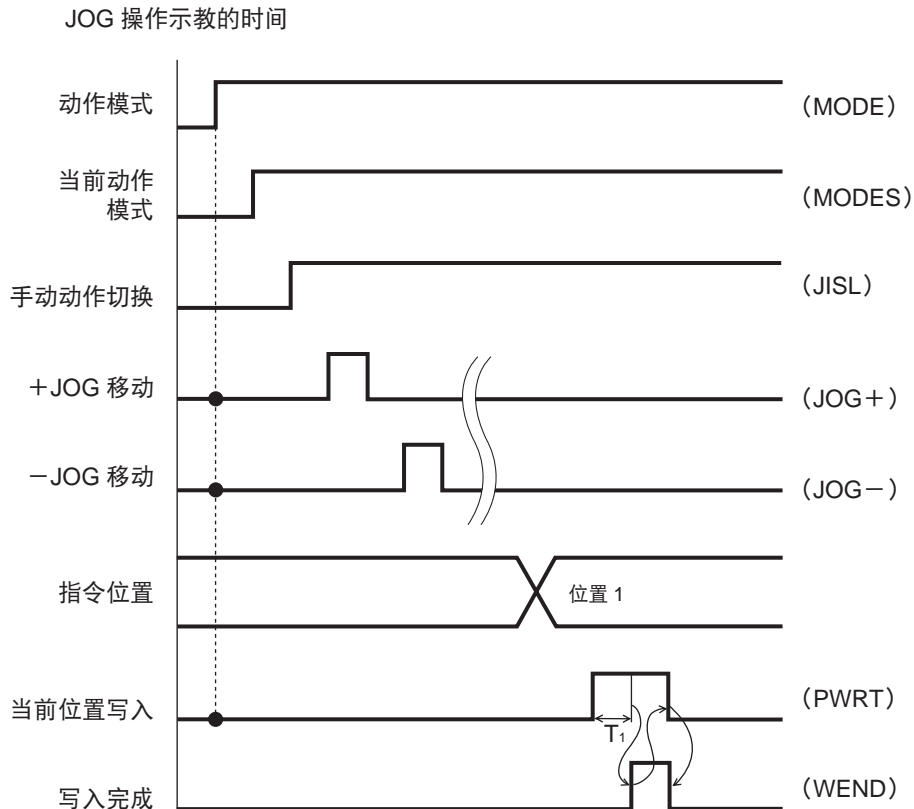 JOG 操作示教的时间
动作模式 （MODE）
当前动作
模式 （MODES）
手动动作切换 （JISL）
＋JOG 移动 （JOG＋）
－JOG 移动 （JOG－）
指令位置 位置 1
当前位置写入 T1 （PWRT）
写入完成 （WEND）